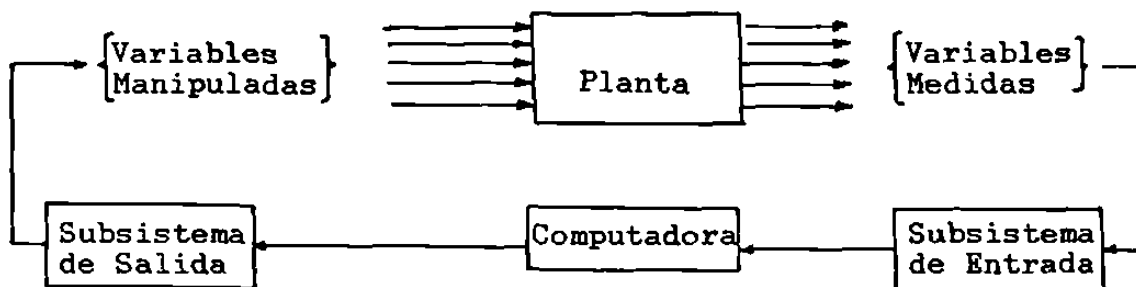 Variables
Manipuladas
Planta
Variables
Medidas
Subsistema
de Salida
Computadora
Subsistema
de Entrada